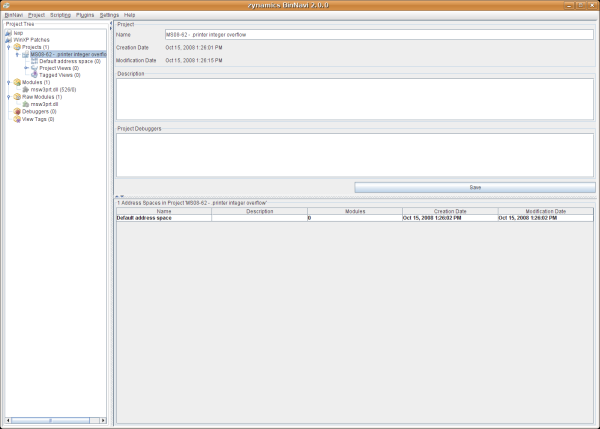 zynamics BinNavi 2.0.0
BinNavi Project Scripting Plugins Settings Help
Project Tree
Nop
WinXP Patches
Projects (1)
MS08-62 - .printer integer overflo
Default address space (0)
Project Views (0)
Tagged Views (0)
Modules (1)
msw3prt.dll (526/0)
Raw Modules (1)
msw3prt.dll
Debuggers (0)
View Tags (0)
Project
Name MS08-62 - .printer integer overflow
Creation Date Oct 15, 2008 1:26:01 PM
Modification Date Oct 15, 2008 1:26:15 PM
Description
Project Debuggers
Save
1 Address Spaces in Project 'MS08-62 - .printer integer overflow'
Name Description Modules Creation Date Modification Date
Default address space 0 Oct 15, 2008 1:26:02 PM Oct 15, 2008 1:26:02 PM